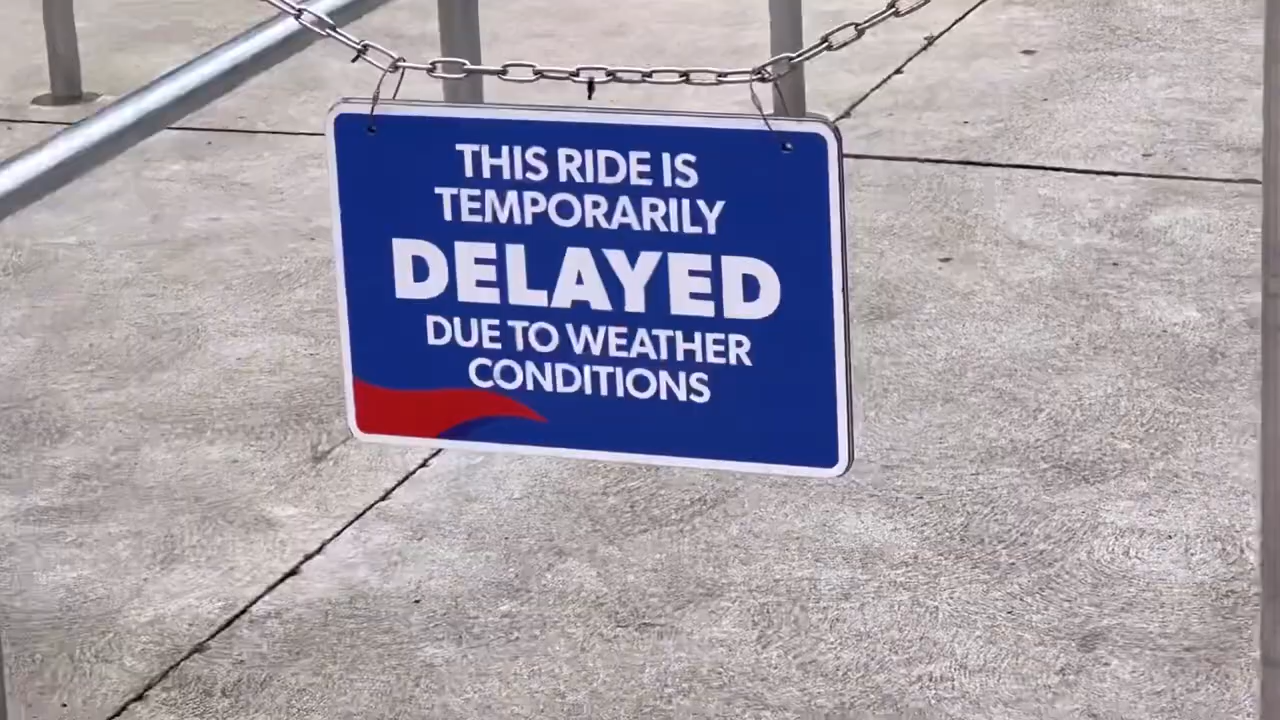 THIS RIDE IS
TEMPORARILY
DELAYED
DUE TO WEATHER
CONDITIONS